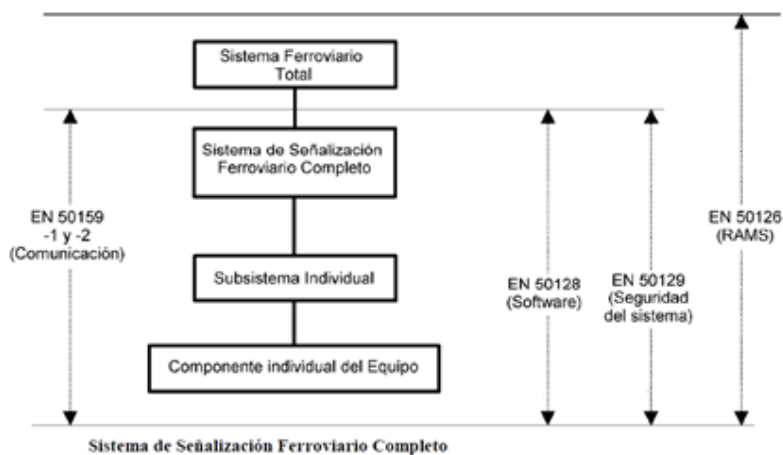 Sistema Ferroviario
Total
Sistema de Señalización
Ferroviario Completo
EN 50159
-1 y -2
(Comunicación)
Subsistema Individual
EN 50128
(Software)
EN 50129
(Seguridad
del sistema)
EN 50126
(RAMS)
Componente individual del Equipo
Sistema de Señalización Ferroviario Completo